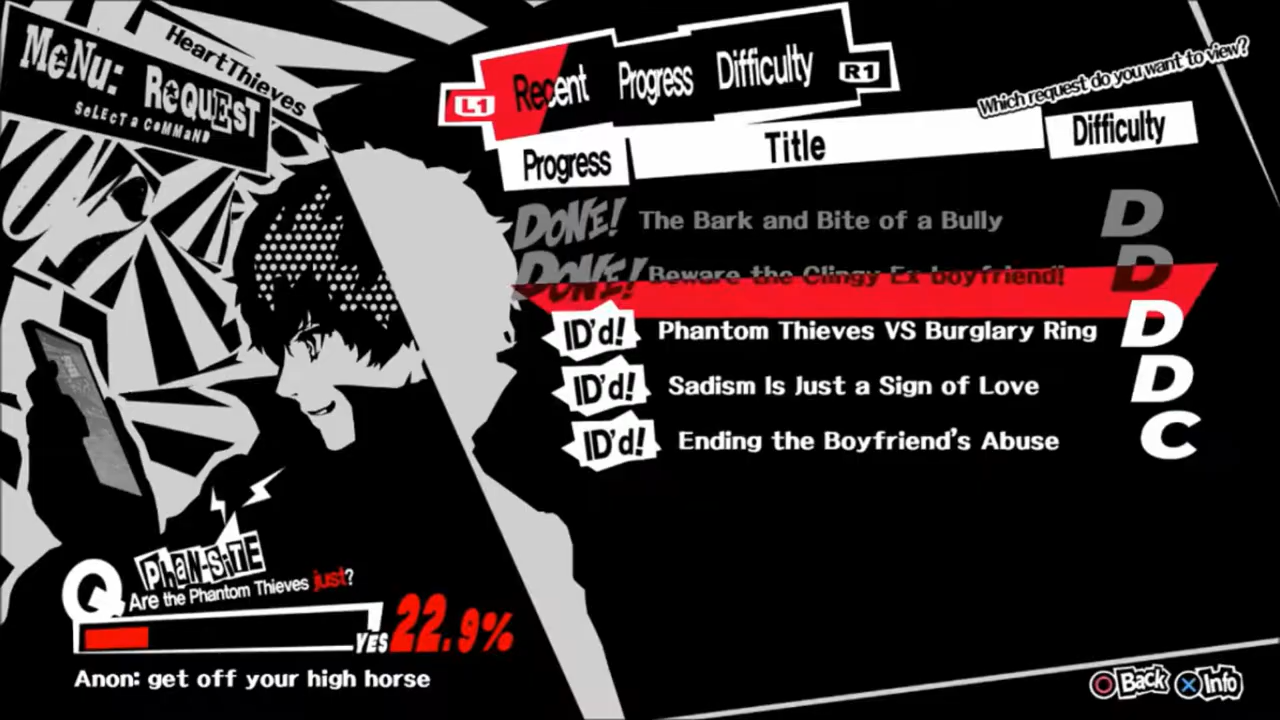 HeartThieves
MeNu: ReQuEST
SeLEcT a CoMMaND
L1 Recent Progress Difficulty R1
Which request do you want to view?
Progress Title Difficulty
DONE! The Bark and Bite of a Bully D
DONE! Beware the Clingy Ex-boyfriend! D
ID'd! Phantom Thieves VS Burglary Ring D
ID'd! Sadism Is Just a Sign of Love D
ID'd! Ending the Boyfriend's Abuse C
PhaN-SiTE
Q Are the Phantom Thieves just?
YES 22.9%
Anon: get off your high horse
Back Info